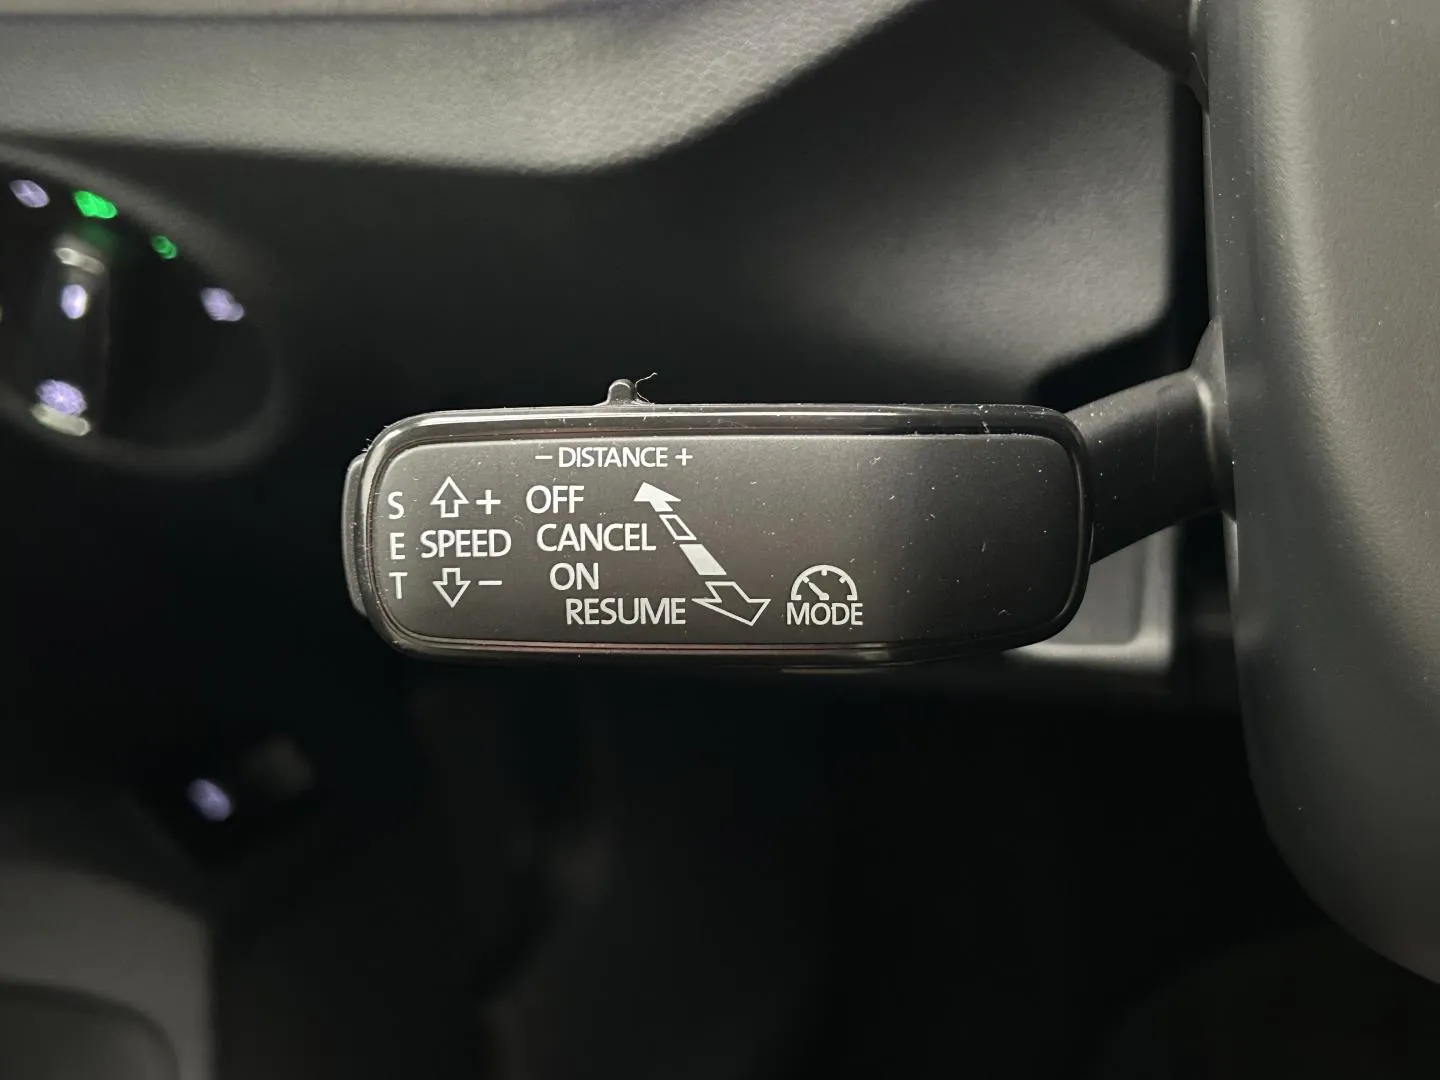 − DISTANCE +
S + OFF
E SPEED CANCEL
T − ON
RESUME MODE